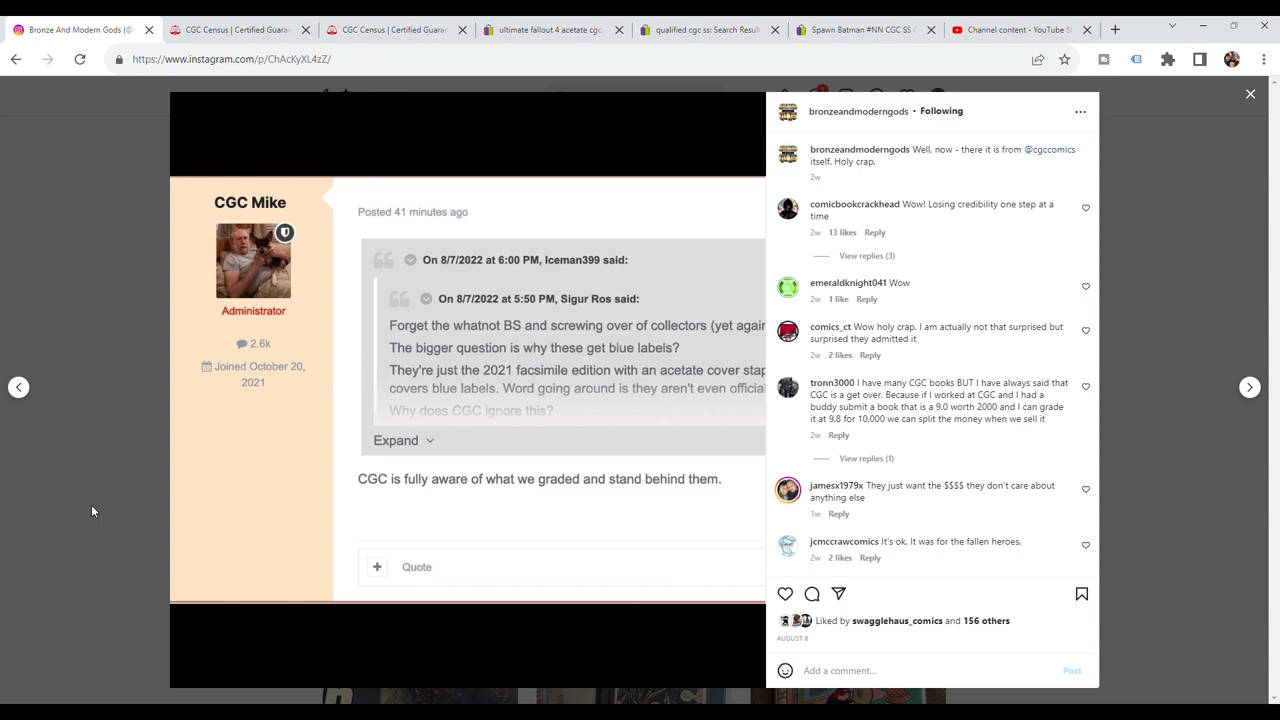 Bronze And Modern Gods (@
CGC Census | Certified Guaran
CGC Census | Certified Guaran
ultimate fallout 4 acetate cgc
qualified cgc ss: Search Result
Spawn Batman #NN CGC SS
Channel content - YouTube St
https://www.instagram.com/p/ChAcKyXL4zZ/
CGC Mike
Administrator
2.6k
Joined October 20,
2021
Posted 41 minutes ago
On 8/7/2022 at 6:00 PM, Iceman399 said:
On 8/7/2022 at 5:50 PM, Sigur Ros said:
Forget the whatnot BS and screwing over of collectors (yet again
The bigger question is why these get blue labels?
They're just the 2021 facsimile edition with an acetate cover stap
covers blue labels. Word going around is they aren't even official
Why does CGC ignore this?
Expand
CGC is fully aware of what we graded and stand behind them.
+ Quote
bronzeandmoderngods • Following
bronzeandmoderngods Well, now - there it is from @cgccomics
itself. Holy crap.
2w
comicbookcrackhead Wow! Losing credibility one step at a
time
2w 13 likes Reply
View replies (3)
emeraldknight041 Wow
2w 1 like Reply
comics_ct Wow holy crap. I am actually not that surprised but
surprised they admitted it
2w 2 likes Reply
tronn3000 I have many CGC books BUT I have always said that
CGC is a get over. Because if I worked at CGC and I had a
buddy submit a book that is a 9.0 worth 2000 and I can grade
it at 9.8 for 10,000 we can split the money when we sell it
2w Reply
View replies (1)
jamesx1979x They just want the $$$$ they don't care about
anything else
1w Reply
jcmccrawcomics It's ok. It was for the fallen heroes.
2w 2 likes Reply
Liked by swagglehaus_comics and 156 others
AUGUST 8
Add a comment...
Post